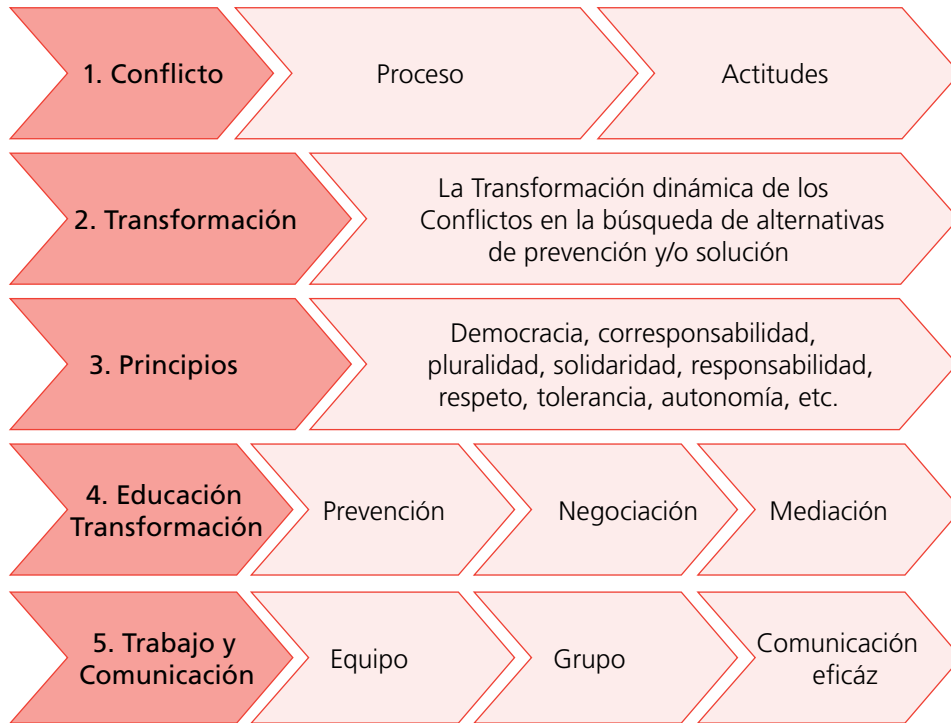 1. Conflicto
Proceso
Actitudes
2. Transformación
La Transformación dinámica de los
Conflictos en la búsqueda de alternativas
de prevención y/o solución
3. Principios
Democracia, corresponsabilidad,
pluralidad, solidaridad, responsabilidad,
respeto, tolerancia, autonomía, etc.
4. Educación
Transformación
Prevención
Negociación
Mediación
5. Trabajo y
Comunicación
Equipo
Grupo
Comunicación
eficáz